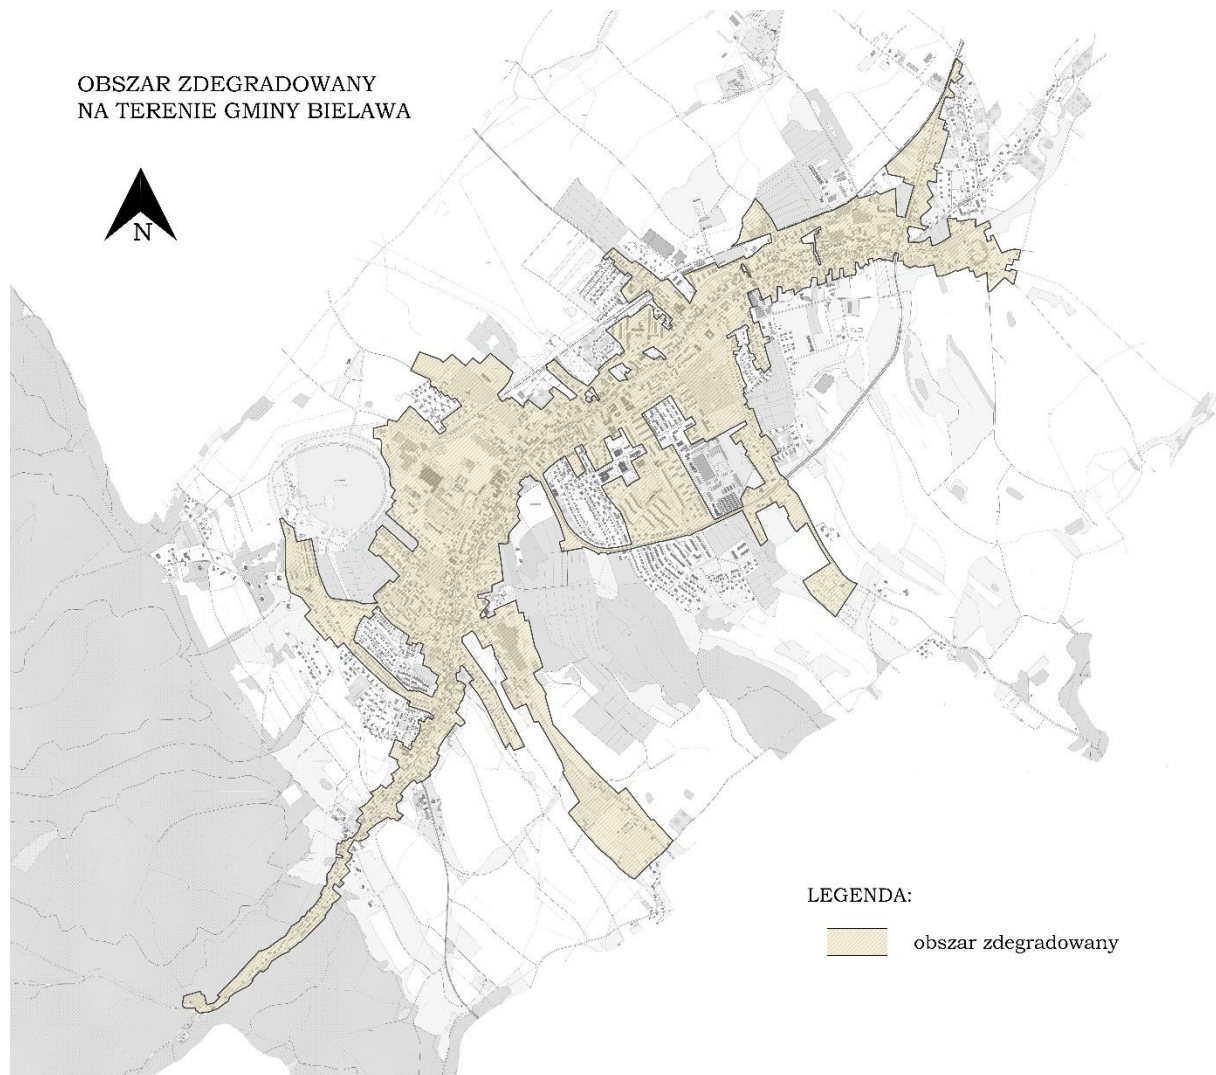 OBSZAR ZDEGRADOWANY
NA TERENIE GMINY BIELAWA
N
LEGENDA:
obszar zdegradowany